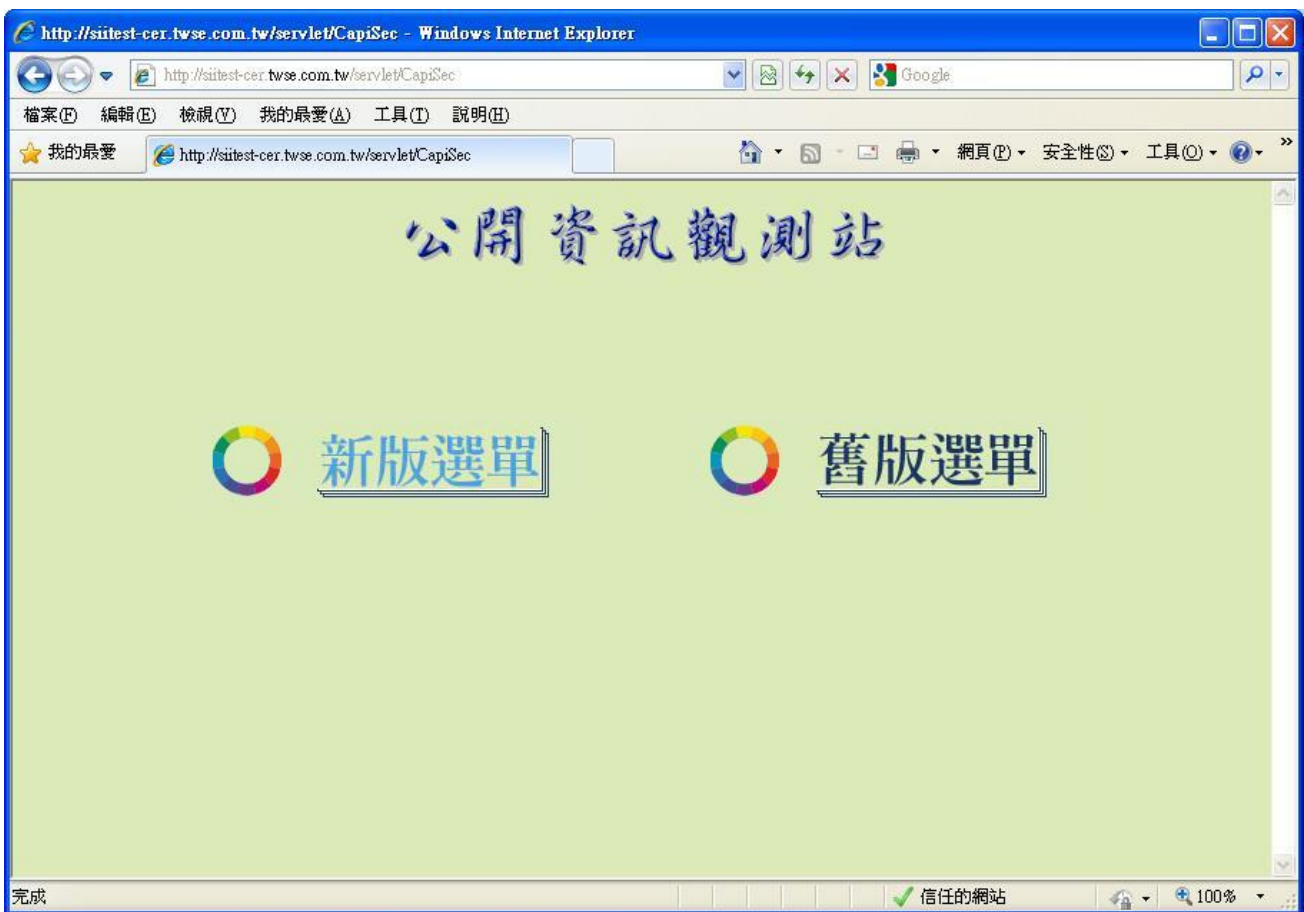 http://siitest-cer.twse.com.tw/servlet/CapiSec - Windows Internet Explorer
http://siitest-cer.twse.com.tw/servlet/CapiSec Google
檔案(F) 編輯(E) 檢視(V) 我的最愛(A) 工具(T) 說明(H)
我的最愛 http://siitest-cer.twse.com.tw/servlet/CapiSec 網頁(P) 安全性(S) 工具(O) »
公開資訊觀測站
新版選單 舊版選單
完成 信任的網站 100%